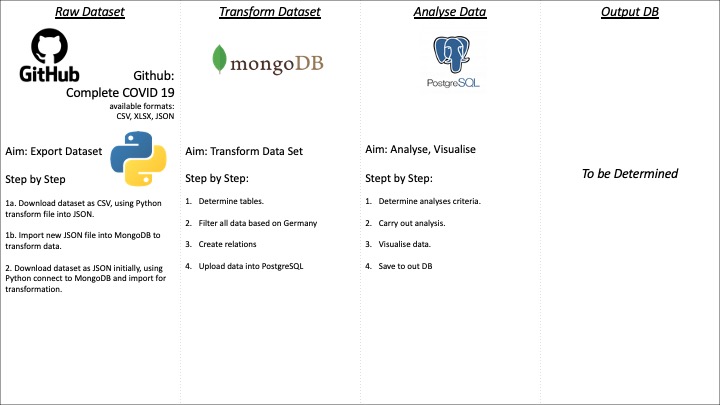 Raw Dataset
GitHub
Github:
Complete COVID 19
available formats:
CSV, XLSX, JSON
Aim: Export Dataset
Step by Step
1a. Download dataset as CSV, using Python
transform file into JSON.
1b. Import new JSON file into MongoDB to
transform data.
2. Download dataset as JSON initially, using
Python connect to MongoDB and import for
transformation.
Transform Dataset
mongoDB
Aim: Transform Data Set
Step by Step:
1. Determine tables.
2. Filter all data based on Germany
3. Create relations
4. Upload data into PostgreSQL
Analyse Data
PostgreSQL
Aim: Analyse, Visualise
Stept by Step:
1. Determine analyses criteria.
2. Carry out analysis.
3. Visualise data.
4. Save to out DB
Output DB
To be Determined